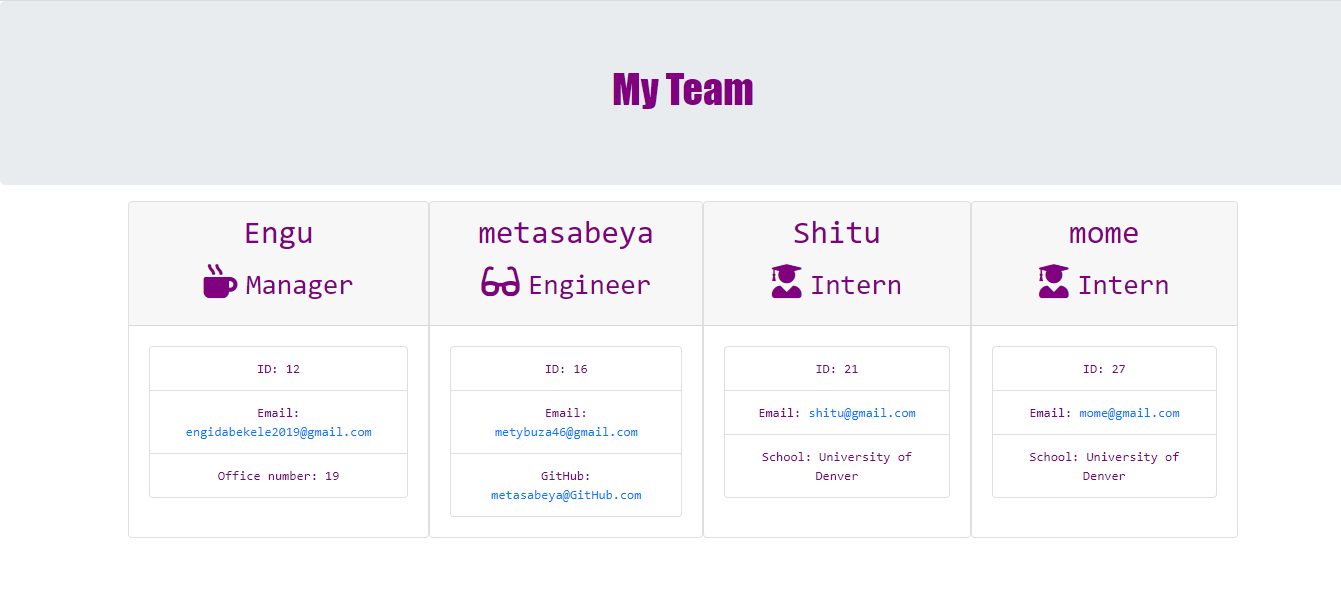 My Team
Engu
Manager
ID: 12
Email:
engidabekele2019@gmail.com
Office number: 19
metasabeya
Engineer
ID: 16
Email:
metybuza46@gmail.com
GitHub:
metasabeya@GitHub.com
Shitu
Intern
ID: 21
Email: shitu@gmail.com
School: University of
Denver
mome
Intern
ID: 27
Email: mome@gmail.com
School: University of
Denver